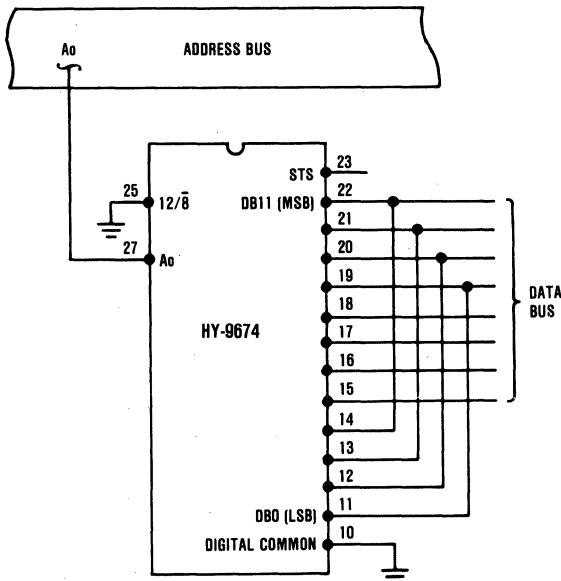 Ao
ADDRESS BUS
23
STS
25
12/8̅
22
DB11 (MSB)
21
20
27
Ao
19
DATA
BUS
18
HY-9674
17
16
15
14
13
12
11
DB0 (LSB)
10
DIGITAL COMMON